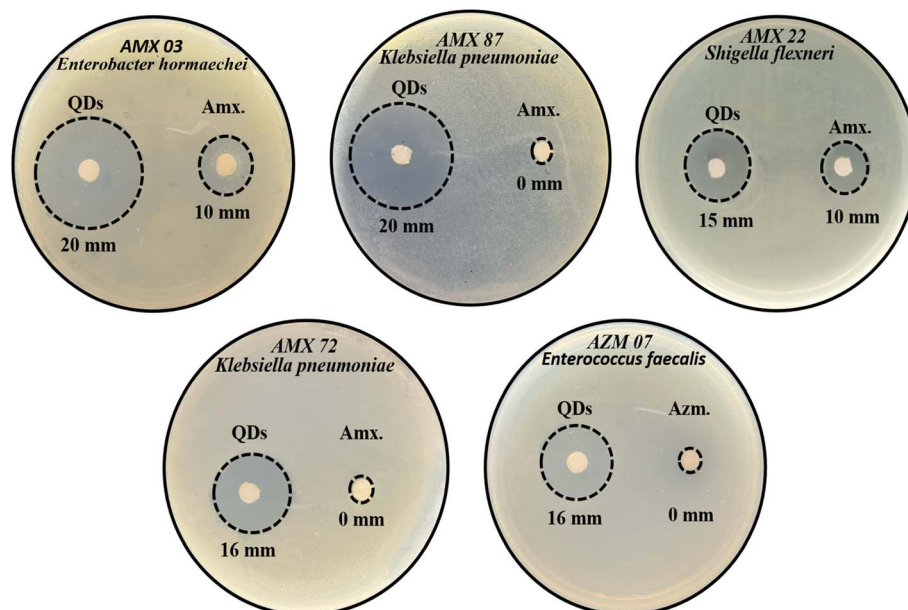 AMX 03
Enterobacter hormaechei
QDs
Amx.
20 mm
10 mm
AMX 87
Klebsiella pneumoniae
QDs
Amx.
20 mm
0 mm
AMX 22
Shigella flexneri
QDs
Amx.
15 mm
10 mm
AMX 72
Klebsiella pneumoniae
QDs
Amx.
16 mm
0 mm
AZM 07
Enterococcus faecalis
QDs
Azm.
16 mm
0 mm